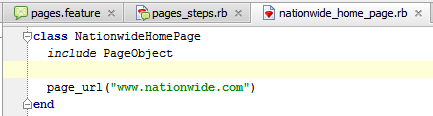 pages.feature × pages_steps.rb × nationwide_home_page.rb ×
class NationwideHomePage
include PageObject
page_url("www.nationwide.com")
end